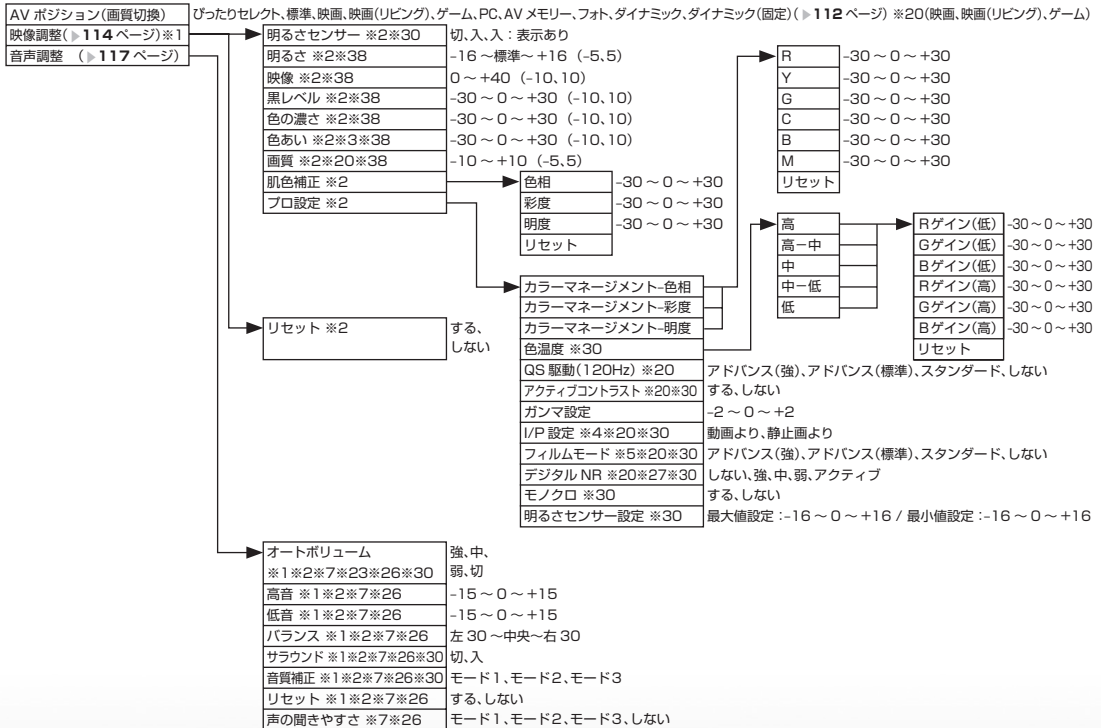 AV ポジション(画質切換) ぴったりセレクト、標準、映画、映画(リビング)、ゲーム、PC、AV メモリー、フォト、ダイナミック、ダイナミック(固定)(▶112 ページ) ※20(映画、映画(リビング)、ゲーム)
映像調整(▶114 ページ)※1
音声調整 (▶117 ページ)
明るさセンサー ※2※30 切、入、入：表示あり
明るさ ※2※38 –16～標準～+16 (–5、5)
映像 ※2※38 0～+40 (–10、10)
黒レベル ※2※38 –30～0～+30 (–10、10)
色の濃さ ※2※38 –30～0～+30 (–10、10)
色あい ※2※3※38 –30～0～+30 (–10、10)
画質 ※2※20※38 –10～+10 (–5、5)
肌色補正 ※2
プロ設定 ※2
色相 –30～0～+30
彩度 –30～0～+30
明度 –30～0～+30
リセット
R –30～0～+30
Y –30～0～+30
G –30～0～+30
C –30～0～+30
B –30～0～+30
M –30～0～+30
リセット
高
高－中
中
中－低
低
Rゲイン(低) –30～0～+30
Gゲイン(低) –30～0～+30
Bゲイン(低) –30～0～+30
Rゲイン(高) –30～0～+30
Gゲイン(高) –30～0～+30
Bゲイン(高) –30～0～+30
リセット
カラーマネージメント–色相
カラーマネージメント–彩度
カラーマネージメント–明度
色温度 ※30
QS 駆動(120Hz) ※20 アドバンス(強)、アドバンス(標準)、スタンダード、しない
アクティブコントラスト ※20※30 する、しない
ガンマ設定 –2～0～+2
I/P 設定 ※4※20※30 動画より、静止画より
フィルムモード ※5※20※30 アドバンス(強)、アドバンス(標準)、スタンダード、しない
デジタル NR ※20※27※30 しない、強、中、弱、アクティブ
モノクロ ※30 する、しない
明るさセンサー設定 ※30 最大値設定：–16～0～+16 / 最小値設定：–16～0～+16
リセット ※2 する、
しない
オートボリューム 強、中、
※1※2※7※23※26※30 弱、切
高音 ※1※2※7※26 –15～0～+15
低音 ※1※2※7※26 –15～0～+15
バランス ※1※2※7※26 左 30～中央～右 30
サラウンド ※1※2※7※26※30 切、入
音質補正 ※1※2※7※26※30 モード1、モード2、モード3
リセット ※1※2※7※26 する、しない
声の聞きやすさ ※7※26 モード1、モード2、モード3、しない